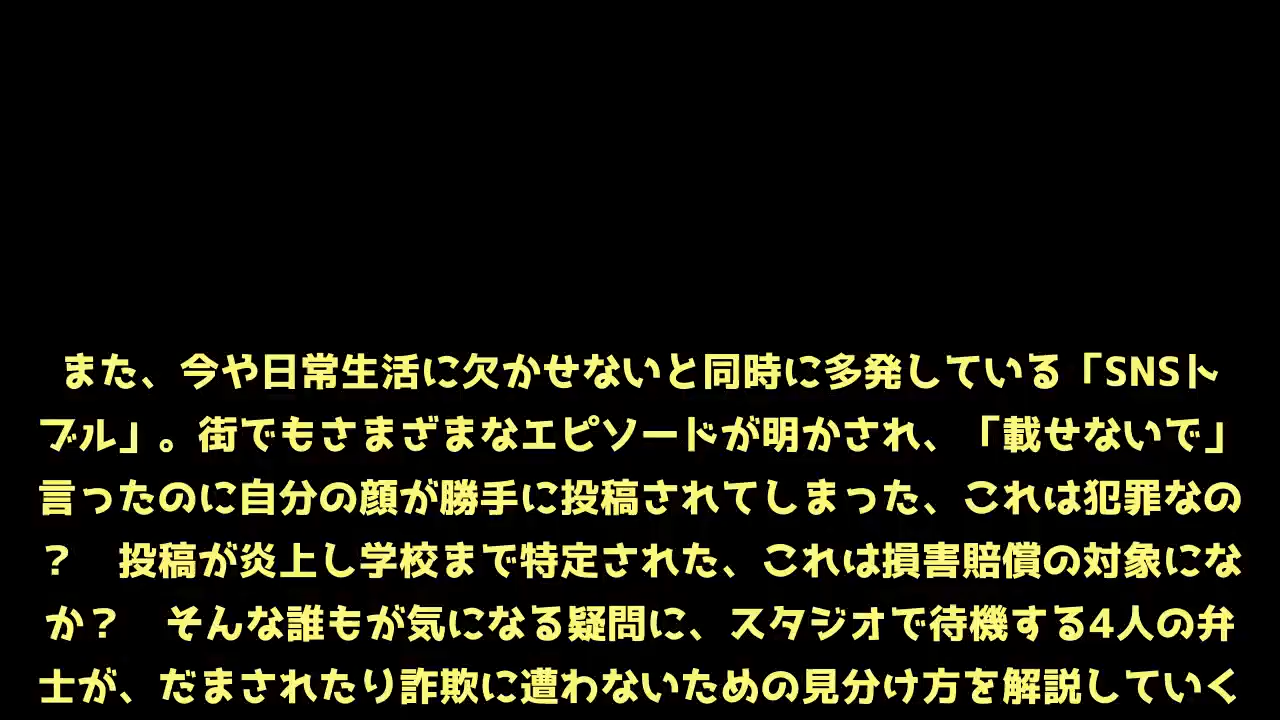 また、今や日常生活に欠かせないと同時に多発している「SNSト
ブル」。街でもさまざまなエピソードが明かされ、「載せないで」
言ったのに自分の顔が勝手に投稿されてしまった、これは犯罪なの
？　投稿が炎上し学校まで特定された、これは損害賠償の対象にな
か？　そんな誰もが気になる疑問に、スタジオで待機する4人の弁
士が、だまされたり詐欺に遭わないための見分け方を解説していく